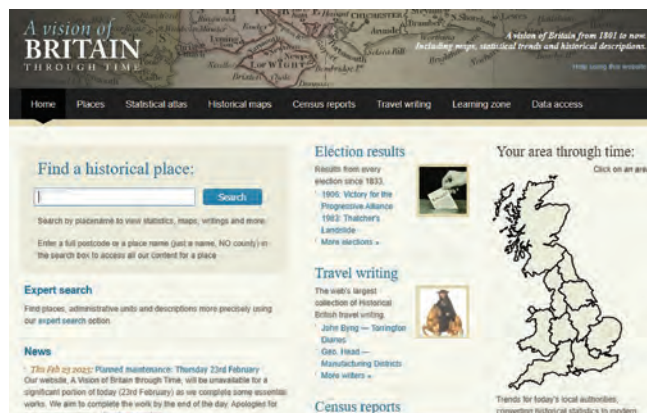 A vision of
BRITAIN
THROUGH TIME
A vision of Britain from 1801 to now.
Including maps, statistical trends and historical descriptions.
Help using this website
Home Places Statistical atlas Historical maps Census reports Travel writing Learning zone Data access
Find a historical place:
Search
Search by placename to view statistics, maps, writings and more.
Enter a full postcode or a place name (just a name, NO county) in
the search box to access all our content for a place
Expert search
Find places, administrative units and descriptions more precisely using
our expert search option.
News
Thu Feb 23 2023: Planned maintenance: Thursday 23rd February
Our website, A Vision of Britain through Time, will be unavailable for a
significant portion of today (23rd February) as we complete some essential
works. We aim to complete the work by the end of the day. Apologies for
Election results
Results from every
election since 1833.
1906: Victory for the
Progressive Alliance
1983: Thatcher's
Landslide
More elections »
Travel writing
The web's largest
collection of Historical
British travel writing.
John Byng — Torrington
Diaries
Geo. Head —
Manufacturing Districts
More writers »
Census reports
Your area through time:
Click on an area
Trends for today's local authorities,
converting historical statistics to modern